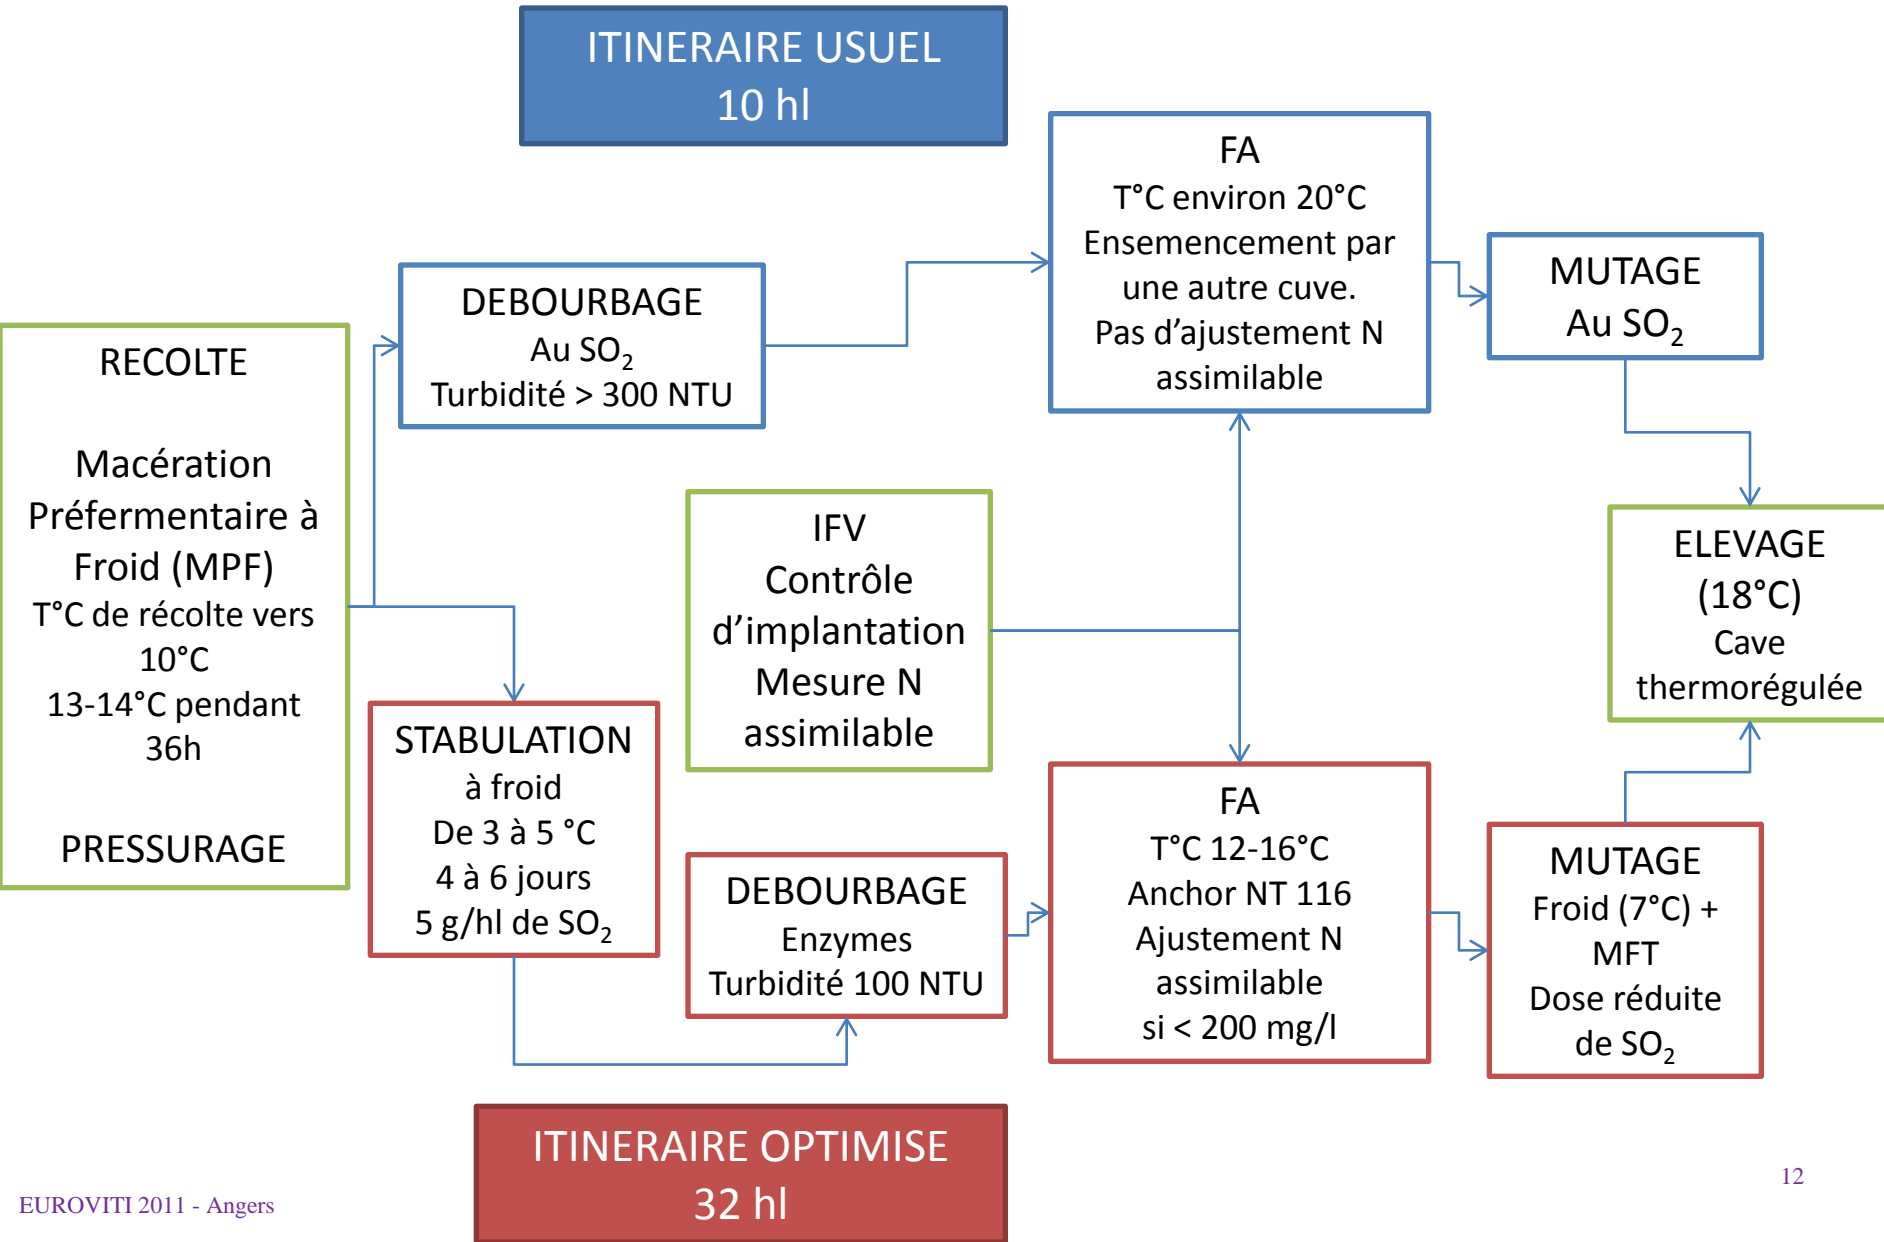 ITINERAIRE USUEL
10 hl
RECOLTE
Macération
Préfermentaire à
Froid (MPF)
T°C de récolte vers
10°C
13-14°C pendant
36h
PRESSURAGE
DEBOURBAGE
Au SO₂
Turbidité > 300 NTU
FA
T°C environ 20°C
Ensemencement par
une autre cuve.
Pas d’ajustement N
assimilable
MUTAGE
Au SO₂
IFV
Contrôle
d’implantation
Mesure N
assimilable
ELEVAGE
(18°C)
Cave
thermorégulée
STABULATION
à froid
De 3 à 5 °C
4 à 6 jours
5 g/hl de SO₂
DEBOURBAGE
Enzymes
Turbidité 100 NTU
FA
T°C 12-16°C
Anchor NT 116
Ajustement N
assimilable
si < 200 mg/l
MUTAGE
Froid (7°C) +
MFT
Dose réduite
de SO₂
ITINERAIRE OPTIMISE
32 hl
EUROVITI 2011 - Angers
12